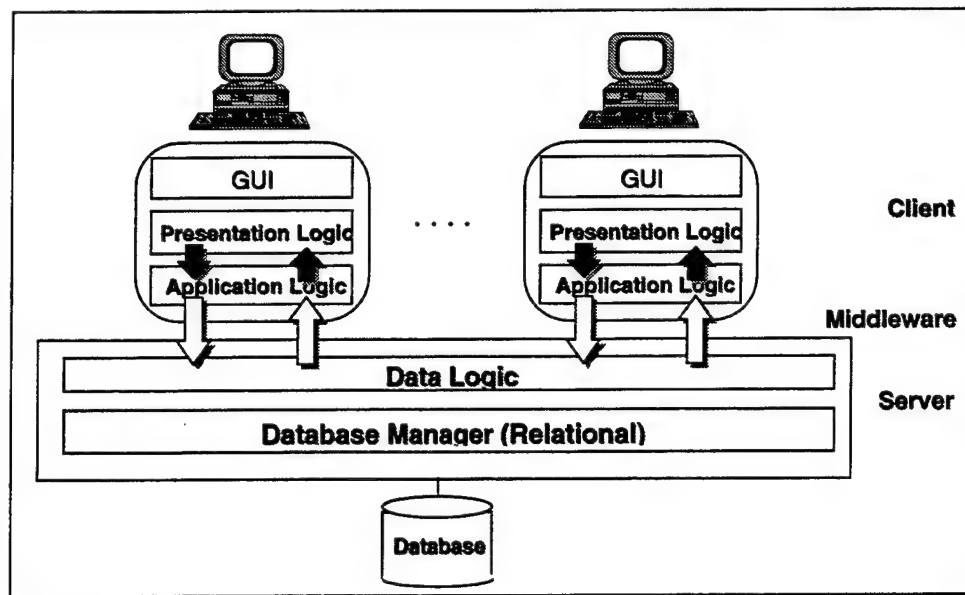 GUI
GUI
Client
Presentation Logic
Presentation Logic
Application Logic
Application Logic
Middleware
Data Logic
Server
Database Manager (Relational)
Database